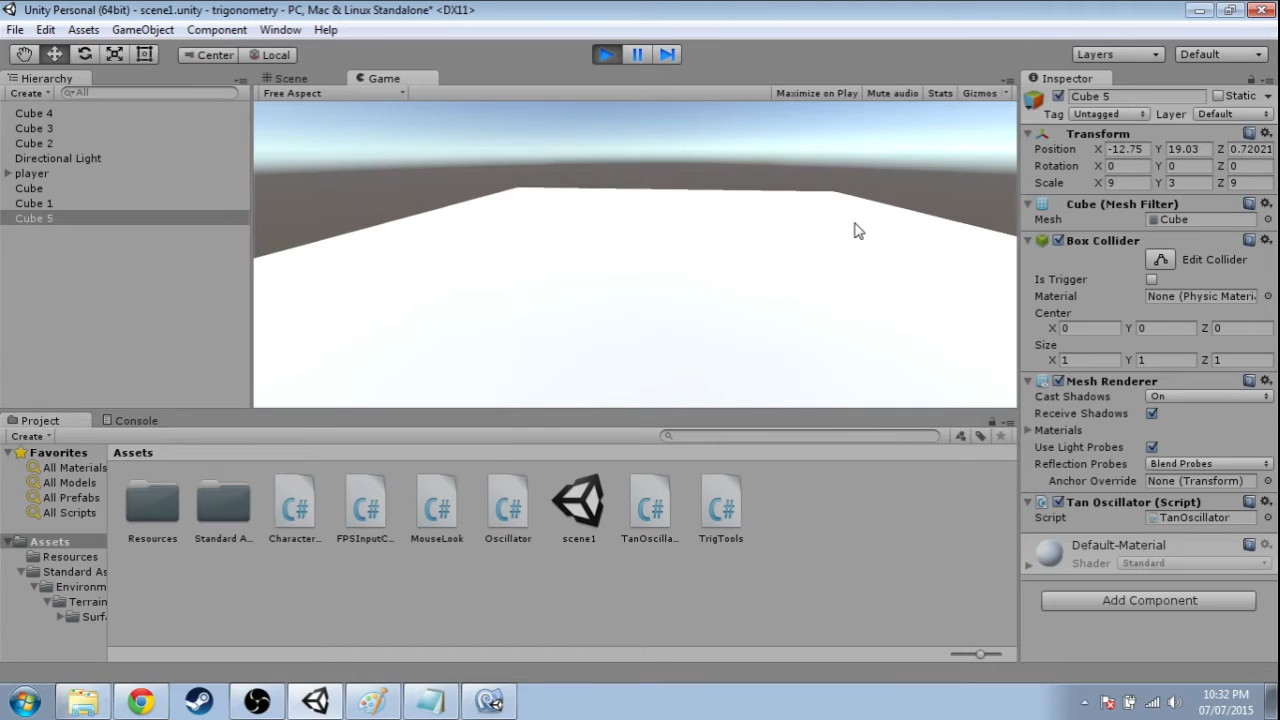 Unity Personal (64bit) - scene1.unity - trigonometry - PC, Mac & Linux Standalone* <DX11>
File Edit Assets GameObject Component Window Help
Center Local Layers Default
Hierarchy
Create All
Cube 4
Cube 3
Cube 2
Directional Light
player
Cube
Cube 1
Cube 5
Scene Game
Free Aspect Maximize on Play Mute audio Stats Gizmos
Inspector
Cube 5 Static
Tag Untagged Layer Default
Transform
Position X -12.75 Y 19.03 Z 0.72021
Rotation X 0 Y 0 Z 0
Scale X 9 Y 3 Z 9
Cube (Mesh Filter)
Mesh Cube
Box Collider
Edit Collider
Is Trigger
Material None (Physic Materi
Center
X 0 Y 0 Z 0
Size
X 1 Y 1 Z 1
Mesh Renderer
Cast Shadows On
Receive Shadows
Materials
Use Light Probes
Reflection Probes Blend Probes
Anchor Override None (Transform)
Tan Oscillator (Script)
Script TanOscillator
Default-Material
Shader Standard
Add Component
Project Console
Create
Favorites
All Materials
All Models
All Prefabs
All Scripts
Assets
Resources
Standard As
Environm
Terrain
Surf
Assets
Resources Standard A... Character... FPSInputC... MouseLook Oscillator scene1 TanOscilla... TrigTools
10:32 PM
07/07/2015